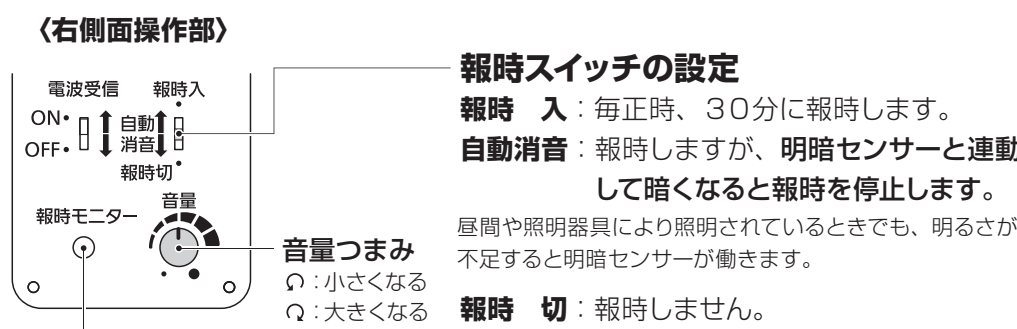 〈右側面操作部〉
電波受信
報時入
ON
OFF
自動
消音
報時切
音量
報時モニター
音量つまみ
:小さくなる
:大きくなる
報時スイッチの設定
報時 入:毎正時、30分に報時します。
自動消音:報時しますが、明暗センサーと連動
して暗くなると報時を停止します。
昼間や照明器具により照明されているときでも、明るさが
不足すると明暗センサーが働きます。
報時 切:報時しません。